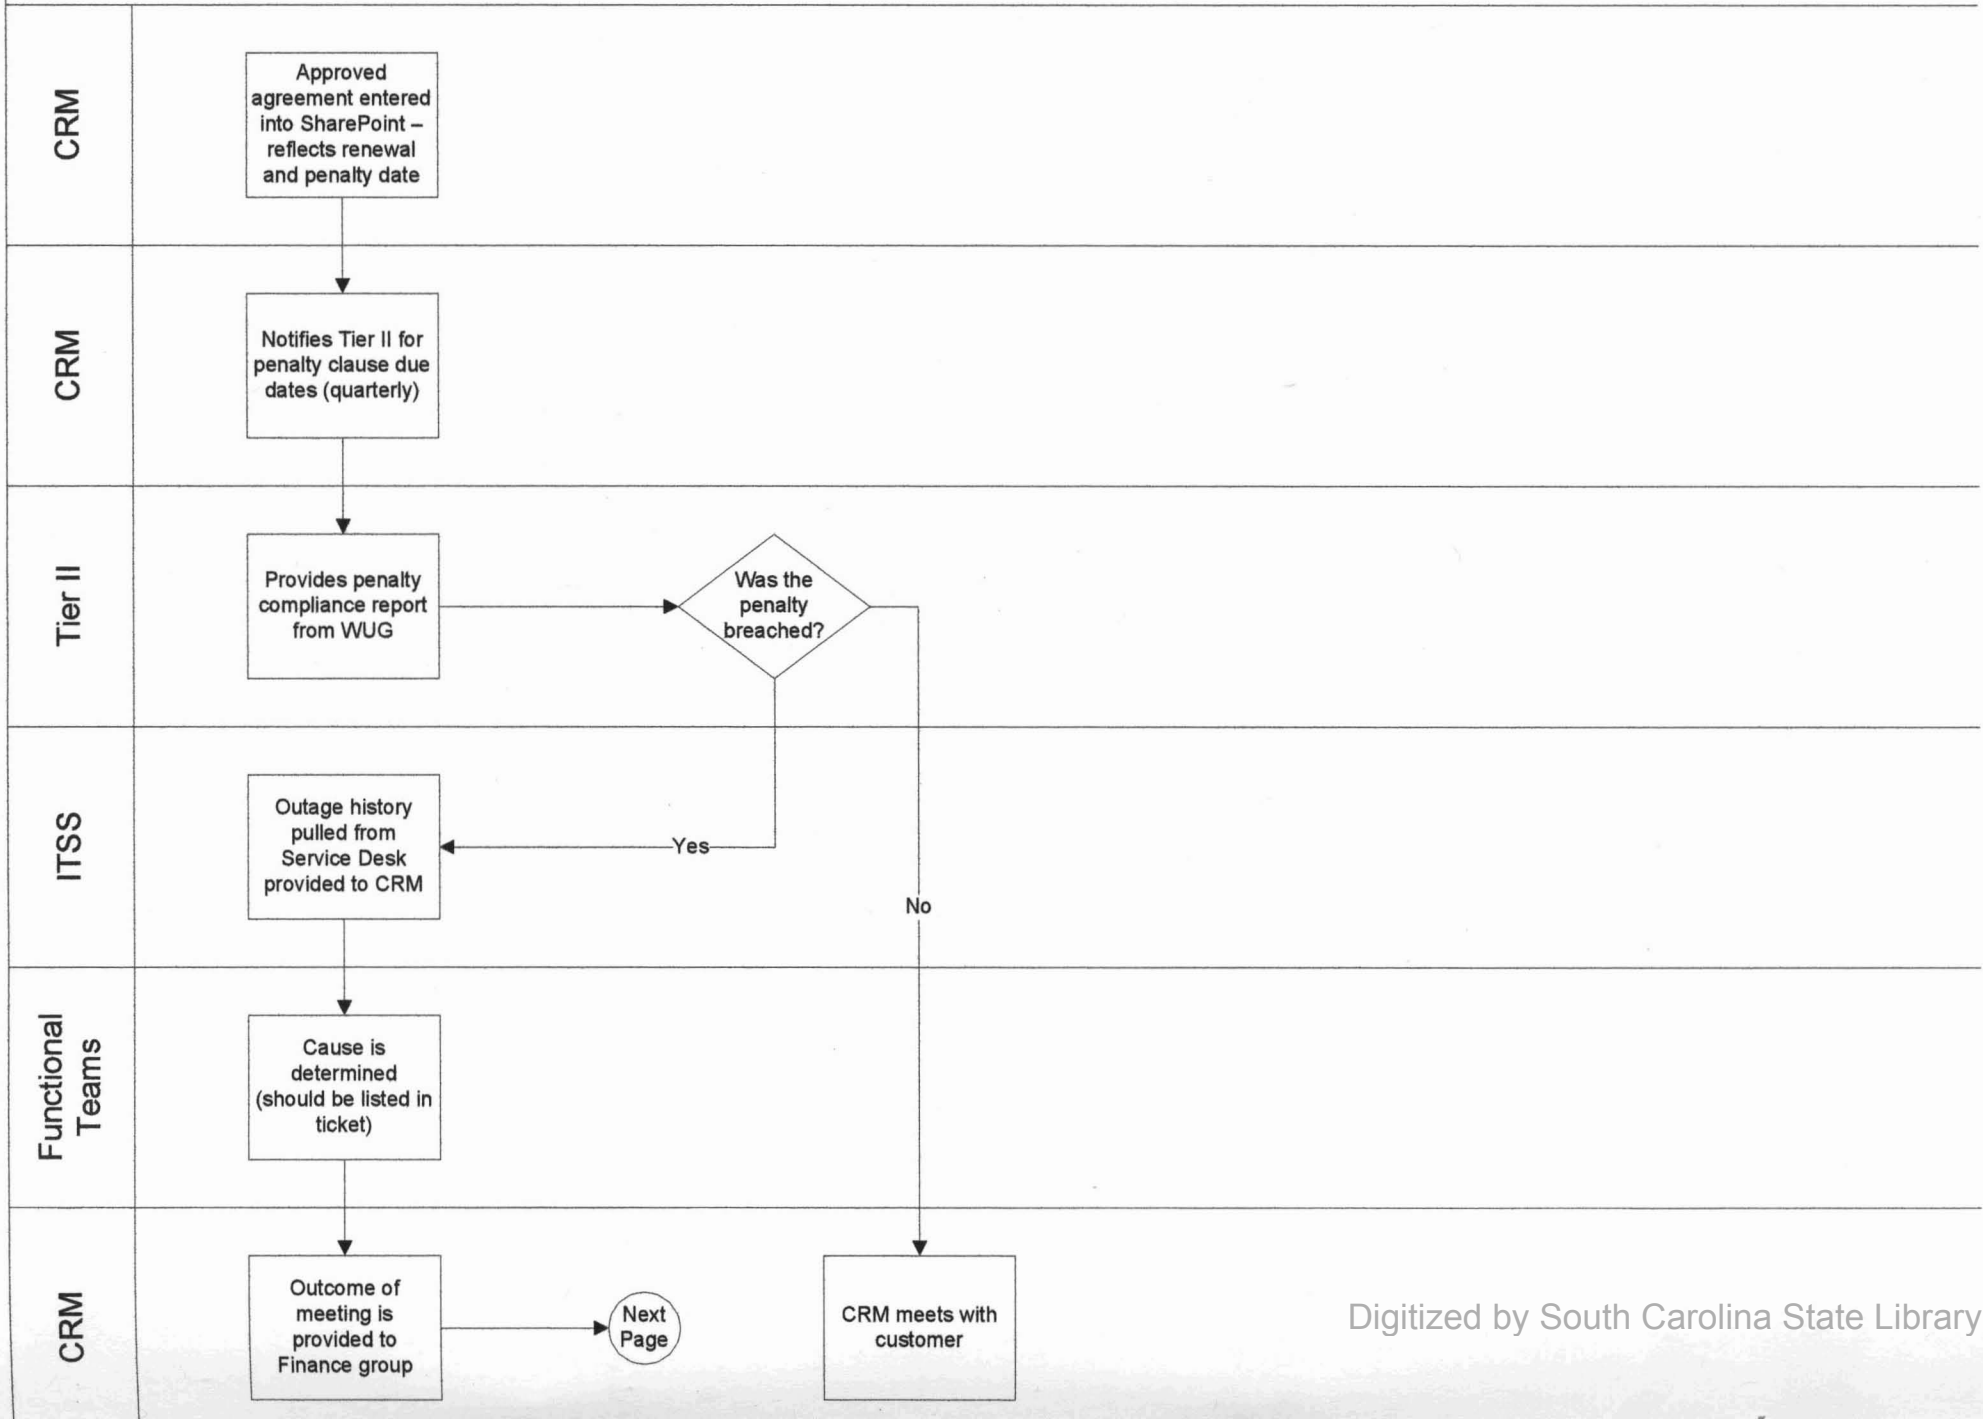 CRM
Approved
agreement entered
into SharePoint –
reflects renewal
and penalty date
CRM
Notifies Tier II for
penalty clause due
dates (quarterly)
Tier II
Provides penalty
compliance report
from WUG
Was the
penalty
breached?
ITSS
Outage history
pulled from
Service Desk
provided to CRM
Yes
No
Functional
Teams
Cause is
determined
(should be listed in
ticket)
CRM
Outcome of
meeting is
provided to
Finance group
Next
Page
CRM meets with
customer
Digitized by South Carolina State Library